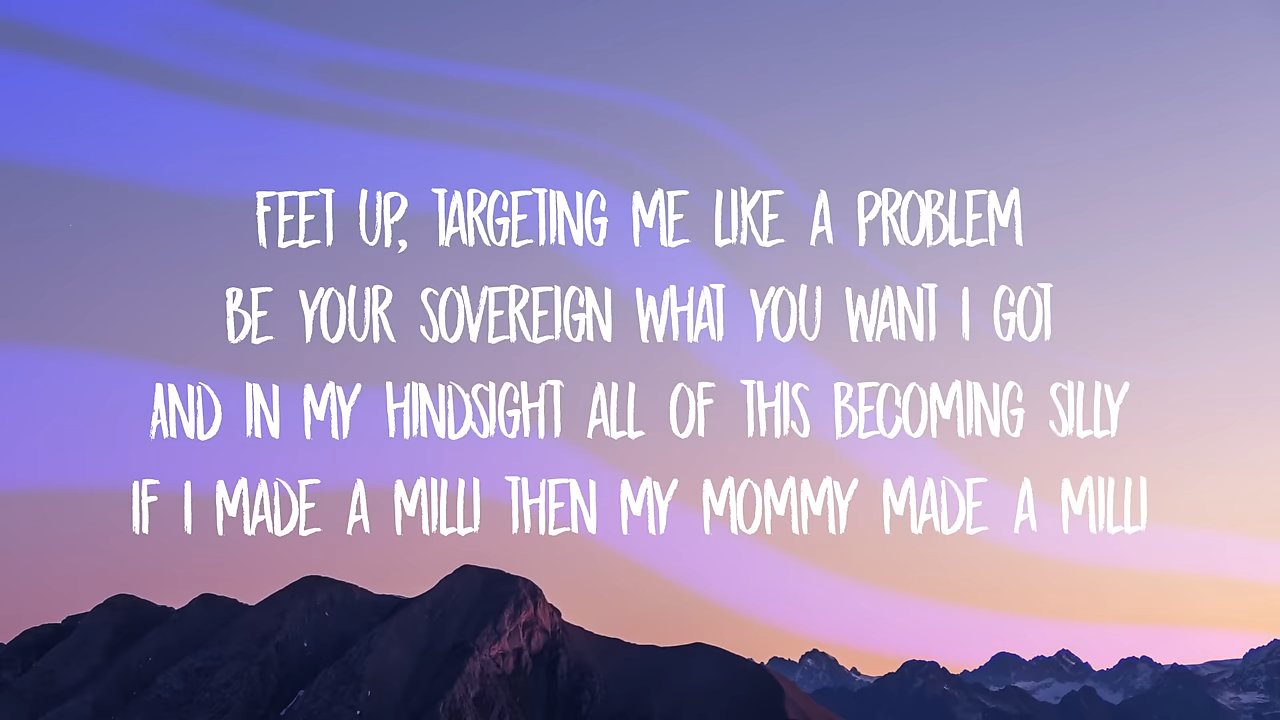 FEET UP, TARGETING ME LIKE A PROBLEM
BE YOUR SOVEREIGN WHAT YOU WANT I GOT
AND IN MY HINDSIGHT ALL OF THIS BECOMING SILLY
IF I MADE A MILLI THEN MY MOMMY MADE A MILLI